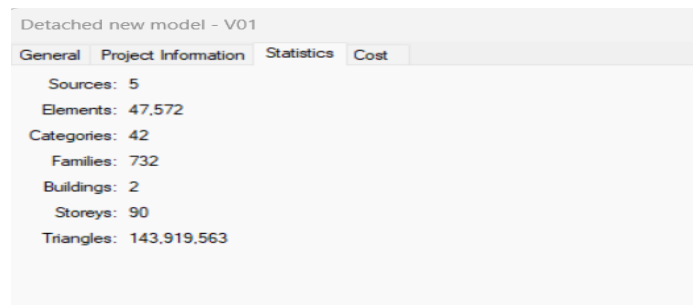 Detached new model - V01
General Project Information Statistics Cost
Sources: 5
Elements: 47,572
Categories: 42
Families: 732
Buildings: 2
Storeys: 90
Triangles: 143,919,563